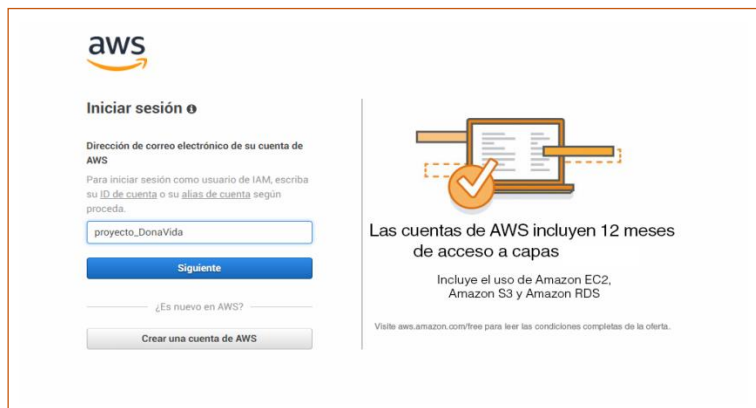 aws
Iniciar sesión
Dirección de correo electrónico de su cuenta de
AWS
Para iniciar sesión como usuario de IAM, escriba
su ID de cuenta o su alias de cuenta según
proceda.
proyecto_DonaVida
Siguiente
¿Es nuevo en AWS?
Crear una cuenta de AWS
Las cuentas de AWS incluyen 12 meses
de acceso a capas
Incluye el uso de Amazon EC2,
Amazon S3 y Amazon RDS
Visite aws.amazon.com/free para leer las condiciones completas de la oferta.